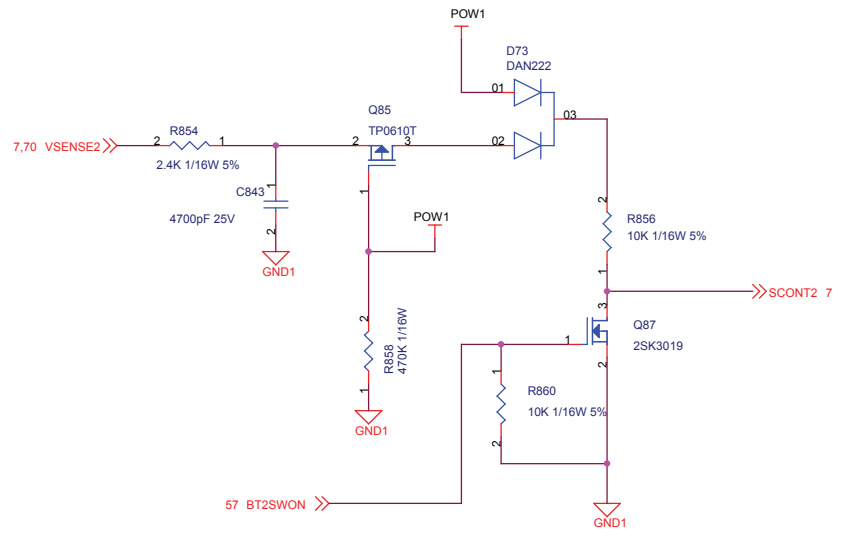 POW1
D73
DAN222
01
03
02
Q85
TP0610T
2
3
1
7,70 VSENSE2
2
R854
1
2.4K 1/16W 5%
1
C843
4700pF 25V
2
GND1
POW1
2
R858
470K 1/16W
1
GND1
2
R856
10K 1/16W 5%
1
SCONT2 7
3
Q87
2SK3019
1
2
1
R860
10K 1/16W 5%
2
57 BT2SWON
GND1